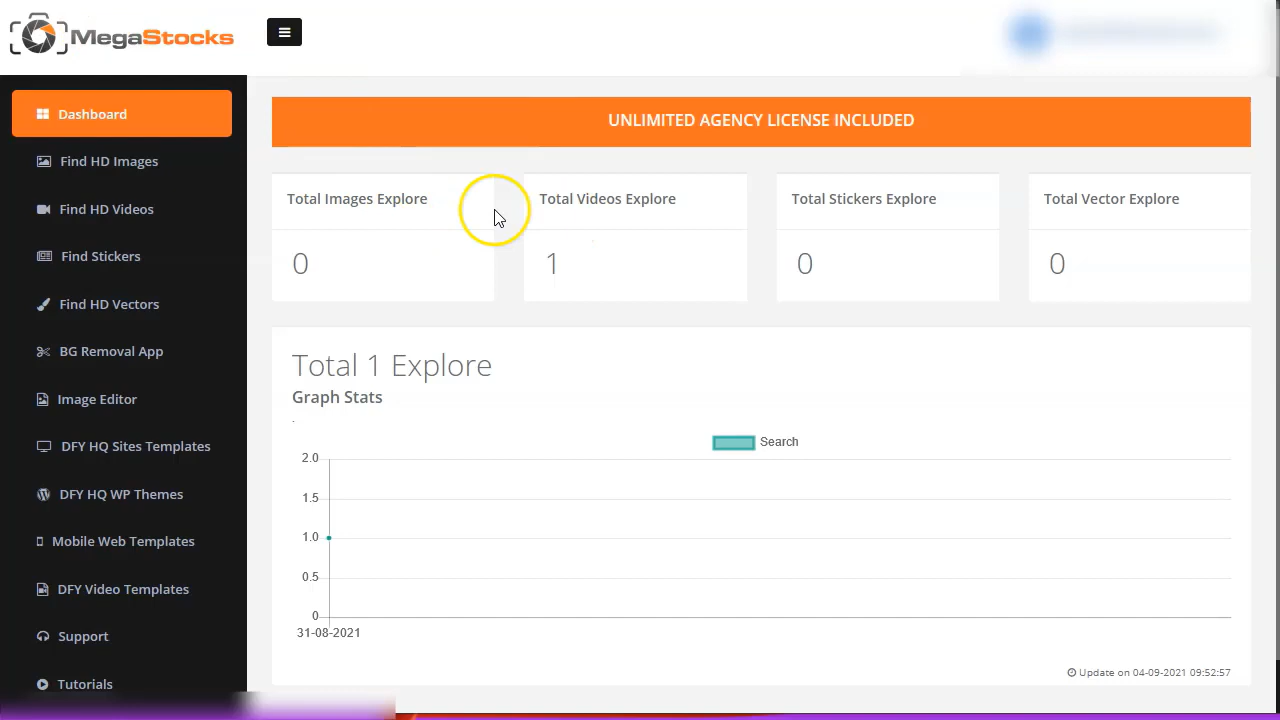 MegaStocks
UNLIMITED AGENCY LICENSE INCLUDED
Dashboard
Find HD Images
Find HD Videos
Find Stickers
Find HD Vectors
BG Removal App
Image Editor
DFY HQ Sites Templates
DFY HQ WP Themes
Mobile Web Templates
DFY Video Templates
Support
Tutorials
Total Images Explore
0
Total Videos Explore
1
Total Stickers Explore
0
Total Vector Explore
0
Total 1 Explore
Graph Stats
.
Search
2.0
1.5
1.0
0.5
0
31-08-2021
Update on 04-09-2021 09:52:57